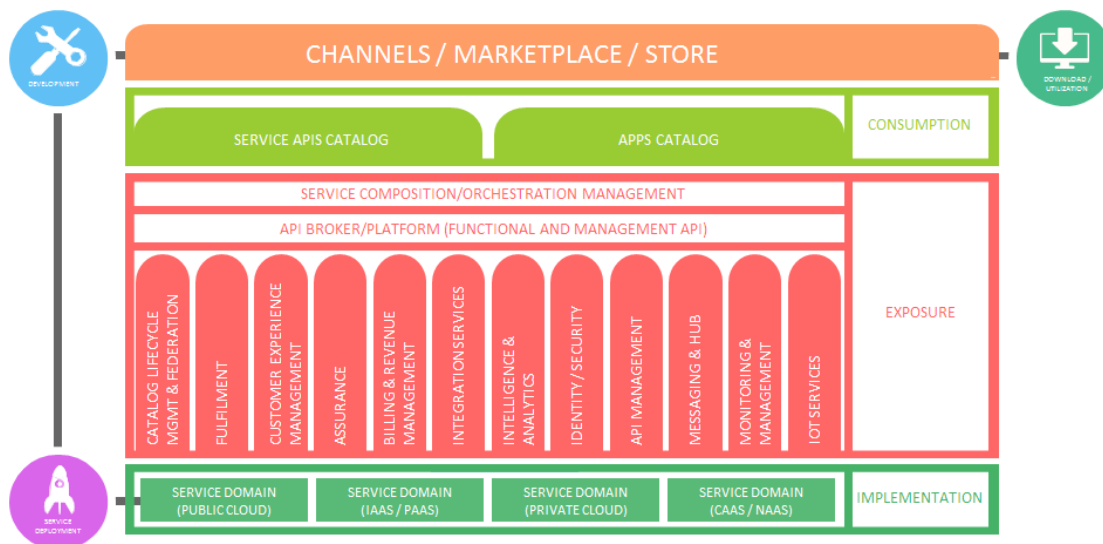 CHANNELS / MARKETPLACE / STORE
DEVELOPMENT
DOWNLOAD /
UTILIZATION
SERVICE APIS CATALOG
APPS CATALOG
CONSUMPTION
SERVICE COMPOSITION/ORCHESTRATION MANAGEMENT
API BROKER/PLATFORM (FUNCTIONAL AND MANAGEMENT API)
CATALOG LIFECYCLE
MGMT & FEDERATION
FULFILMENT
CUSTOMER EXPERIENCE
MANAGEMENT
ASSURANCE
BILLING & REVENUE
MANAGEMENT
INTEGRATION SERVICES
INTELLIGENCE &
ANALYTICS
IDENTITY / SECURITY
API MANAGEMENT
MESSAGING & HUB
MONITORING &
MANAGEMENT
IOT SERVICES
EXPOSURE
SERVICE
DEPLOYMENT
SERVICE DOMAIN
(PUBLIC CLOUD)
SERVICE DOMAIN
(IAAS / PAAS)
SERVICE DOMAIN
(PRIVATE CLOUD)
SERVICE DOMAIN
(CAAS / NAAS)
IMPLEMENTATION